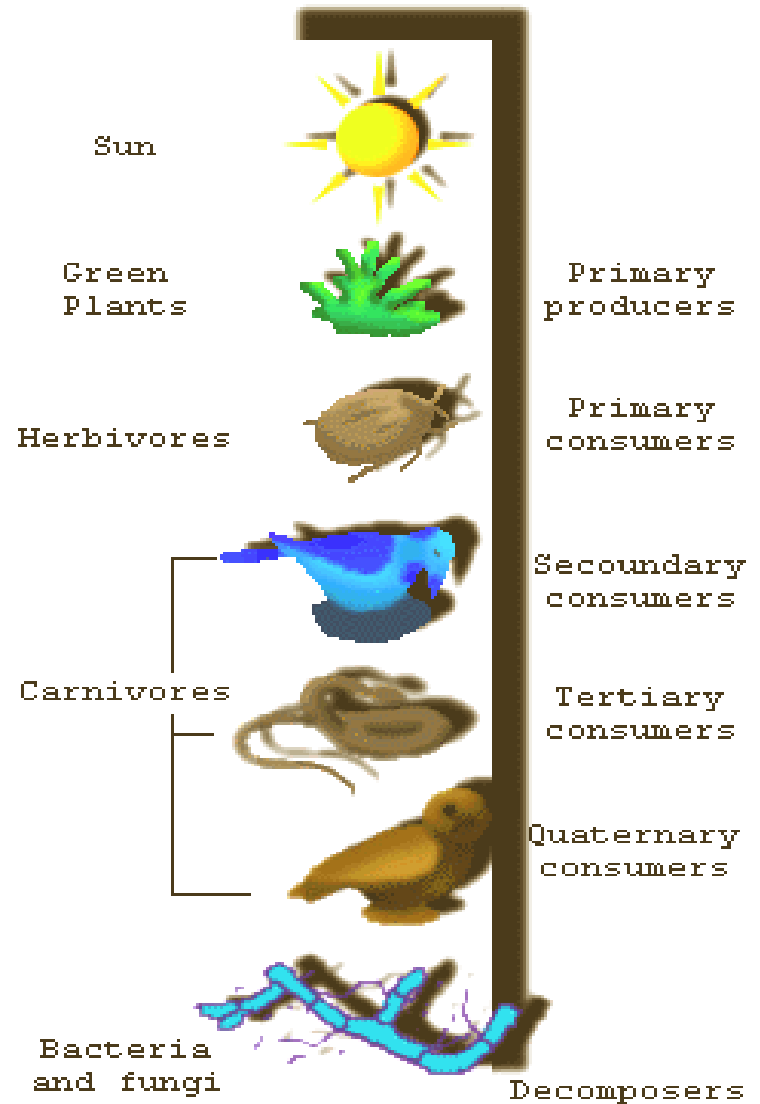 Sun
Green
Plants
Primary
producers
Herbivores
Primary
consumers
Secoundary
consumers
Carnivores
Tertiary
consumers
Quaternary
consumers
Bacteria
and fungi
Decomposers